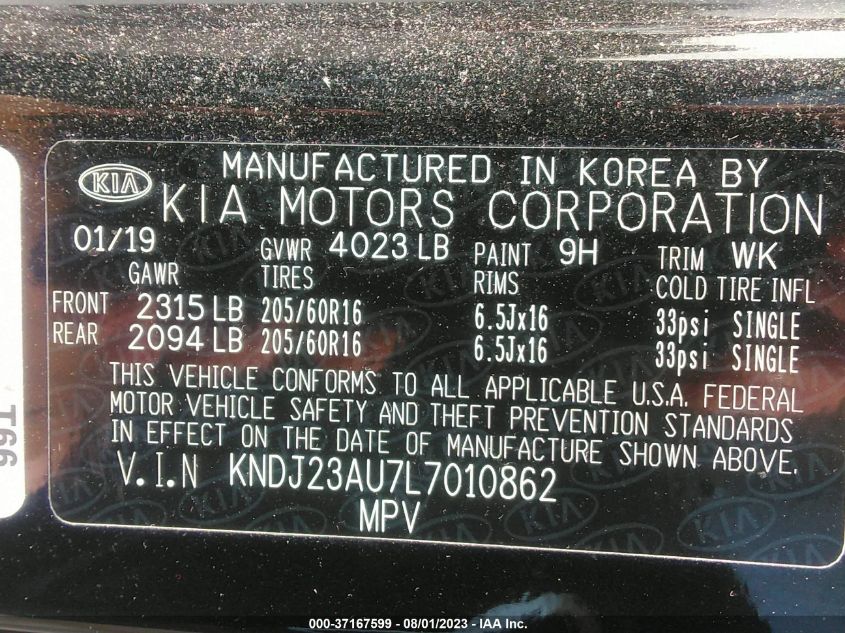 MANUFACTURED IN KOREA BY
KIA KIA MOTORS CORPORATION
01/19 GVWR 4023 LB PAINT 9H TRIM WK
GAWR TIRES RIMS COLD TIRE INFL
FRONT 2315 LB 205/60R16 6.5Jx16 33psi SINGLE
REAR 2094 LB 205/60R16 6.5Jx16 33psi SINGLE
THIS VEHICLE CONFORMS TO ALL APPLICABLE U.S.A. FEDERAL
MOTOR VEHICLE SAFETY AND THEFT PREVENTION STANDARDS
IN EFFECT ON THE DATE OF MANUFACTURE SHOWN ABOVE.
V.I.N KNDJ23AU7L7010862
MPV
000-37167599 - 08/01/2023 - IAA Inc.